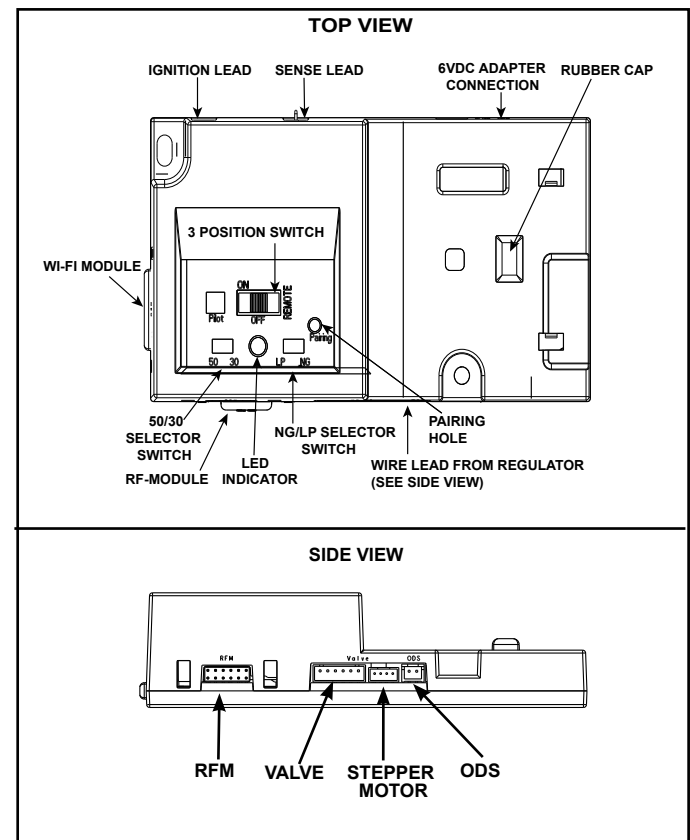 TOP VIEW
IGNITION LEAD
SENSE LEAD
6VDC ADAPTER
CONNECTION
RUBBER CAP
3 POSITION SWITCH
WI-FI MODULE
ON
OFF
REMOTE
Pilot
Pairing
50 30
LP NG
50/30
SELECTOR
SWITCH
RF-MODULE
LED
INDICATOR
NG/LP SELECTOR
SWITCH
PAIRING
HOLE
WIRE LEAD FROM REGULATOR
(SEE SIDE VIEW)
SIDE VIEW
RFM
Valve
ODS
RFM
VALVE
STEPPER
MOTOR
ODS